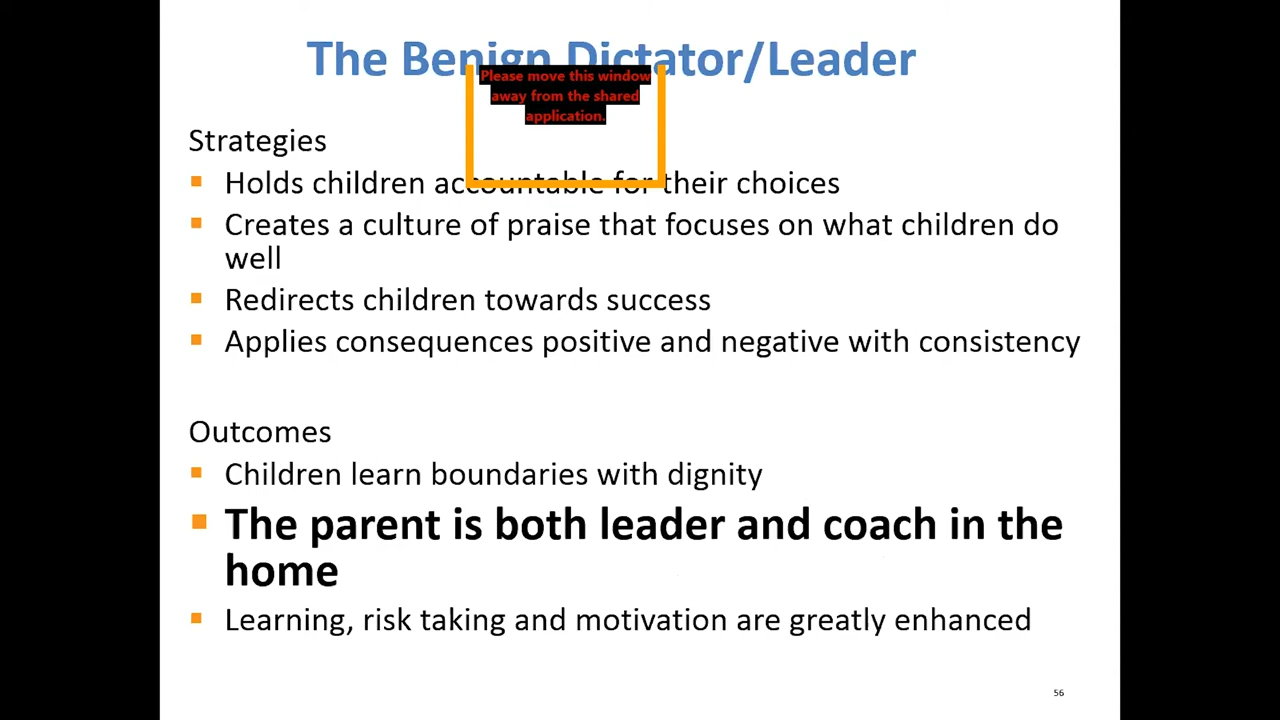 The Benign Dictator/Leader
Please move this window
away from the shared
application.
Strategies
▪ Holds children accountable for their choices
▪ Creates a culture of praise that focuses on what children do
well
▪ Redirects children towards success
▪ Applies consequences positive and negative with consistency
Outcomes
▪ Children learn boundaries with dignity
▪ The parent is both leader and coach in the
home
▪ Learning, risk taking and motivation are greatly enhanced
56